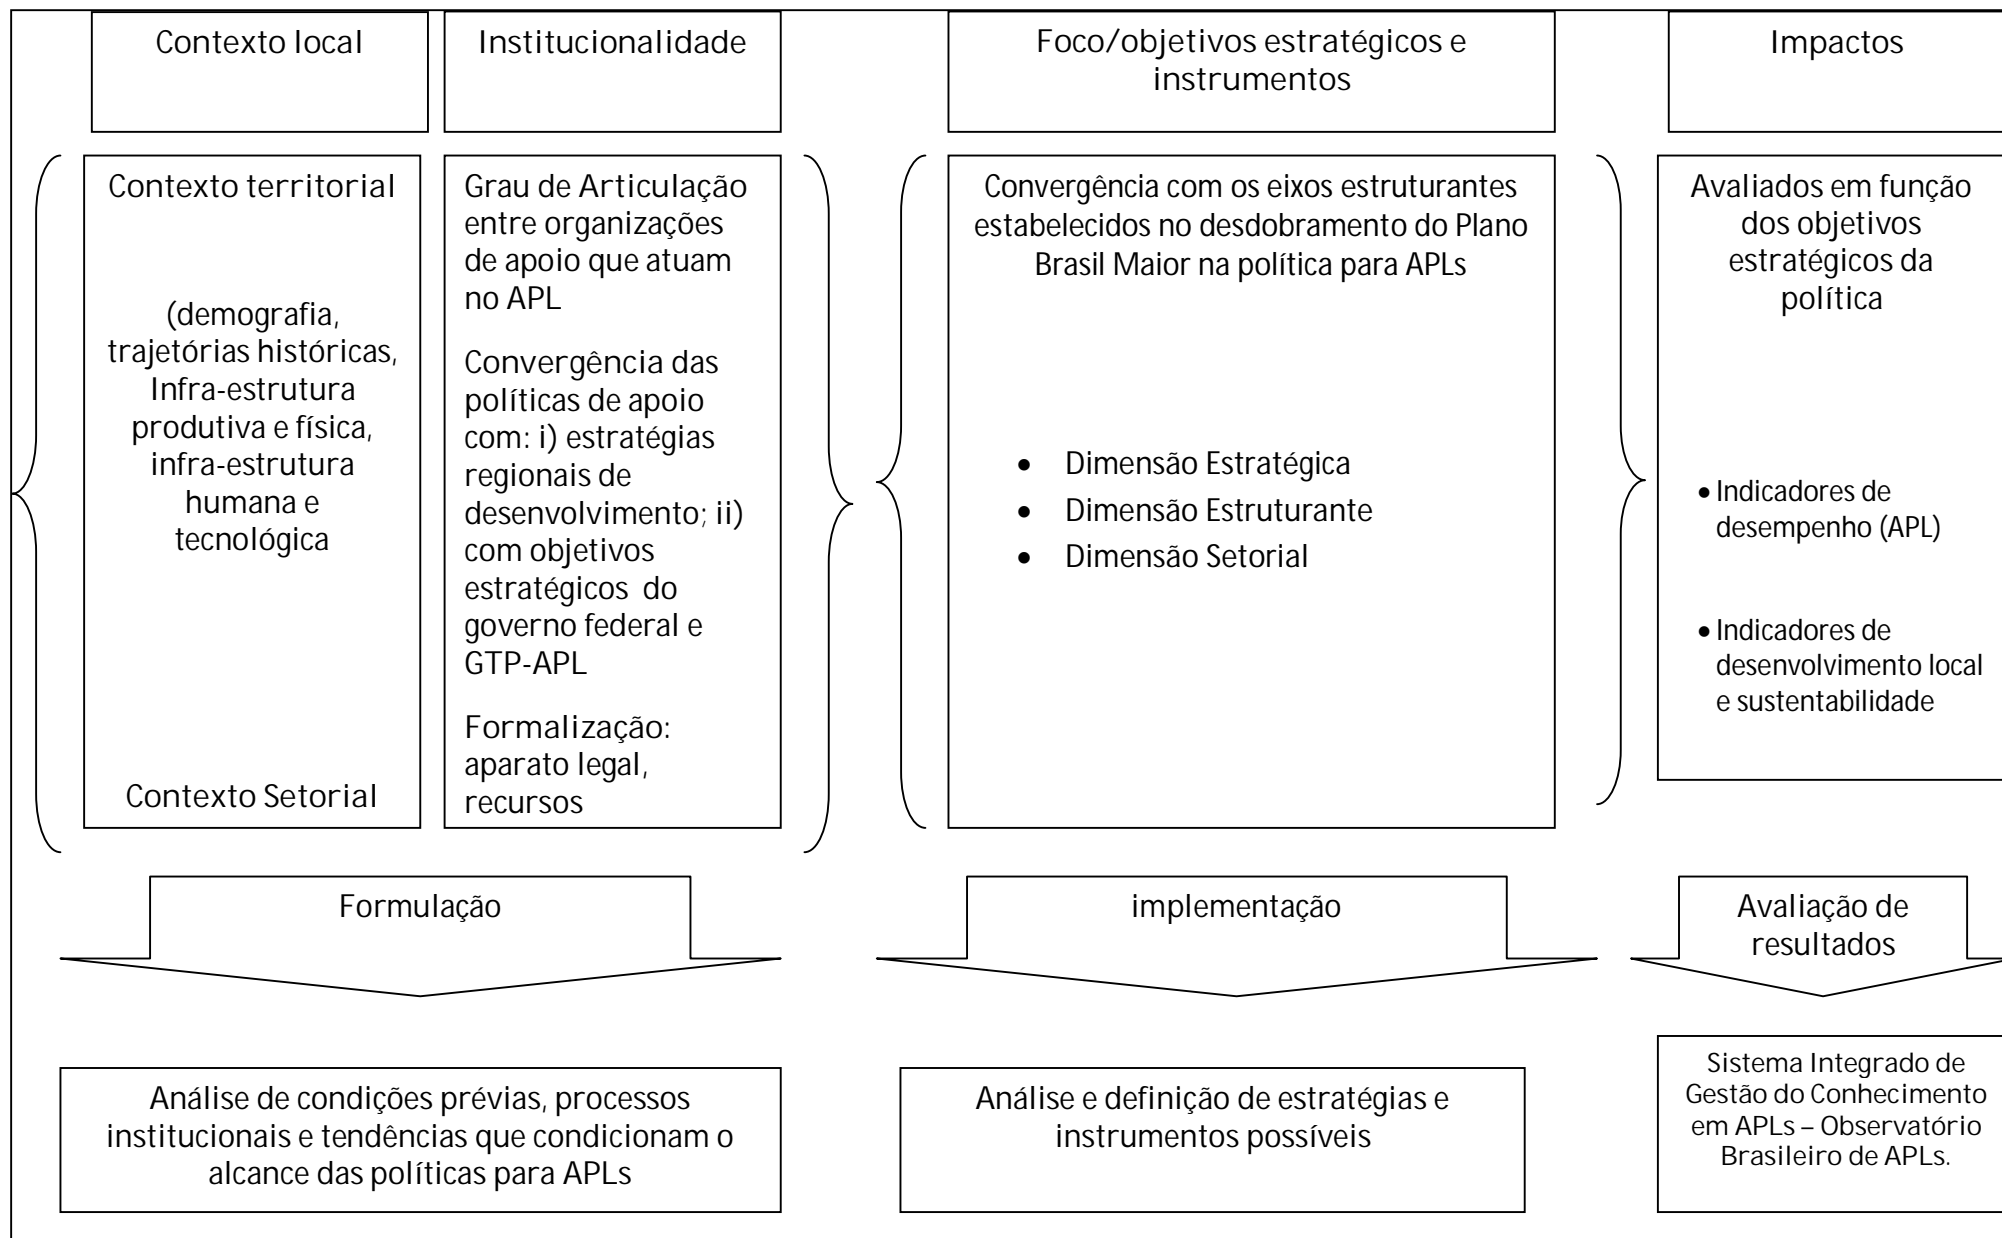 Contexto local
Institucionalidade
Foco/objetivos estratégicos e
instrumentos
Impactos
Contexto territorial
(demografia,
trajetórias históricas,
Infra-estrutura
produtiva e física,
infra-estrutura
humana e
tecnológica
Contexto Setorial
Grau de Articulação
entre organizações
de apoio que atuam
no APL
Convergência das
políticas de apoio
com: i) estratégias
regionais de
desenvolvimento; ii)
com objetivos
estratégicos do
governo federal e
GTP-APL
Formalização:
aparato legal,
recursos
Convergência com os eixos estruturantes
estabelecidos no desdobramento do Plano
Brasil Maior na política para APLs
• Dimensão Estratégica
• Dimensão Estruturante
• Dimensão Setorial
Avaliados em função
dos objetivos
estratégicos da
política
• Indicadores de
desempenho (APL)
• Indicadores de
desenvolvimento local
e sustentabilidade
Formulação
implementação
Avaliação de
resultados
Análise de condições prévias, processos
institucionais e tendências que condicionam o
alcance das políticas para APLs
Análise e definição de estratégias e
instrumentos possíveis
Sistema Integrado de
Gestão do Conhecimento
em APLs – Observatório
Brasileiro de APLs.